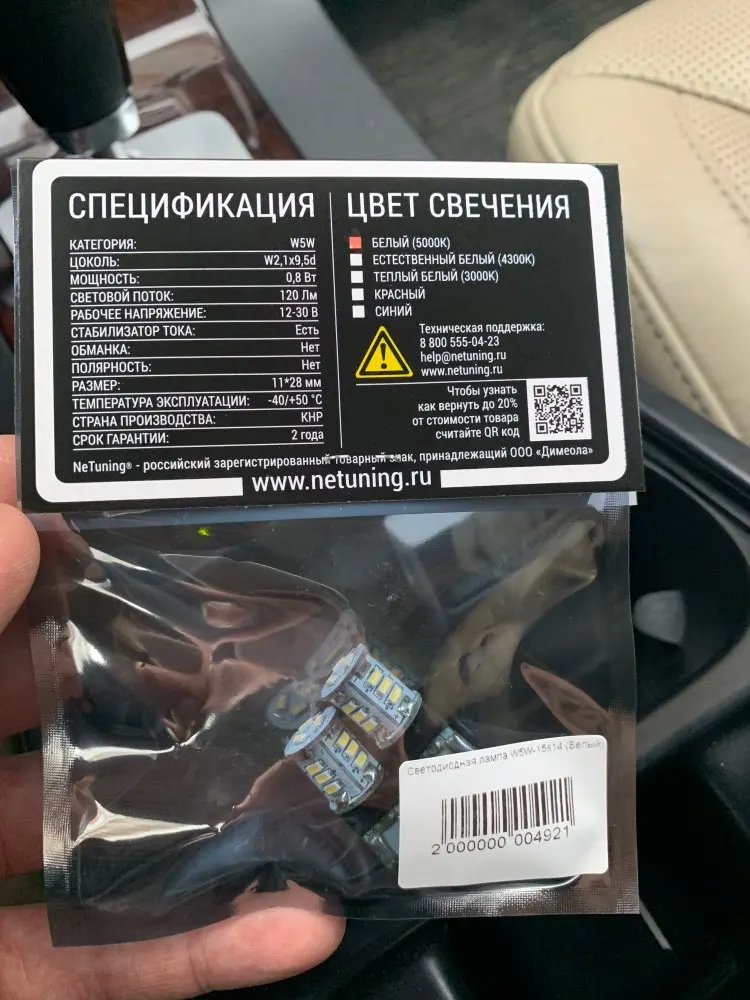 СПЕЦИФИКАЦИЯ
КАТЕГОРИЯ: W5W
ЦОКОЛЬ: W2,1x9,5d
МОЩНОСТЬ: 0,8 Вт
СВЕТОВОЙ ПОТОК: 120 Лм
РАБОЧЕЕ НАПРЯЖЕНИЕ: 12-30 В
СТАБИЛИЗАТОР ТОКА: Есть
ОБМАНКА: Нет
ПОЛЯРНОСТЬ: Нет
РАЗМЕР: 11*28 мм
ТЕМПЕРАТУРА ЭКСПЛУАТАЦИИ: -40/+50 °C
СТРАНА ПРОИЗВОДСТВА: КНР
СРОК ГАРАНТИИ: 2 года
ЦВЕТ СВЕЧЕНИЯ
БЕЛЫЙ (5000К)
ЕСТЕСТВЕННЫЙ БЕЛЫЙ (4300К)
ТЕПЛЫЙ БЕЛЫЙ (3000К)
КРАСНЫЙ
СИНИЙ
Техническая поддержка:
8 800 555-04-23
help@netuning.ru
www.netuning.ru
Чтобы узнать
как вернуть до 20%
от стоимости товара
считайте QR код
NeTuning® - российский зарегистрированный товарный знак, принадлежащий ООО «Димеола»
www.netuning.ru
Светодиодная лампа W5W-15s14 (Белый)
2 000000 004921